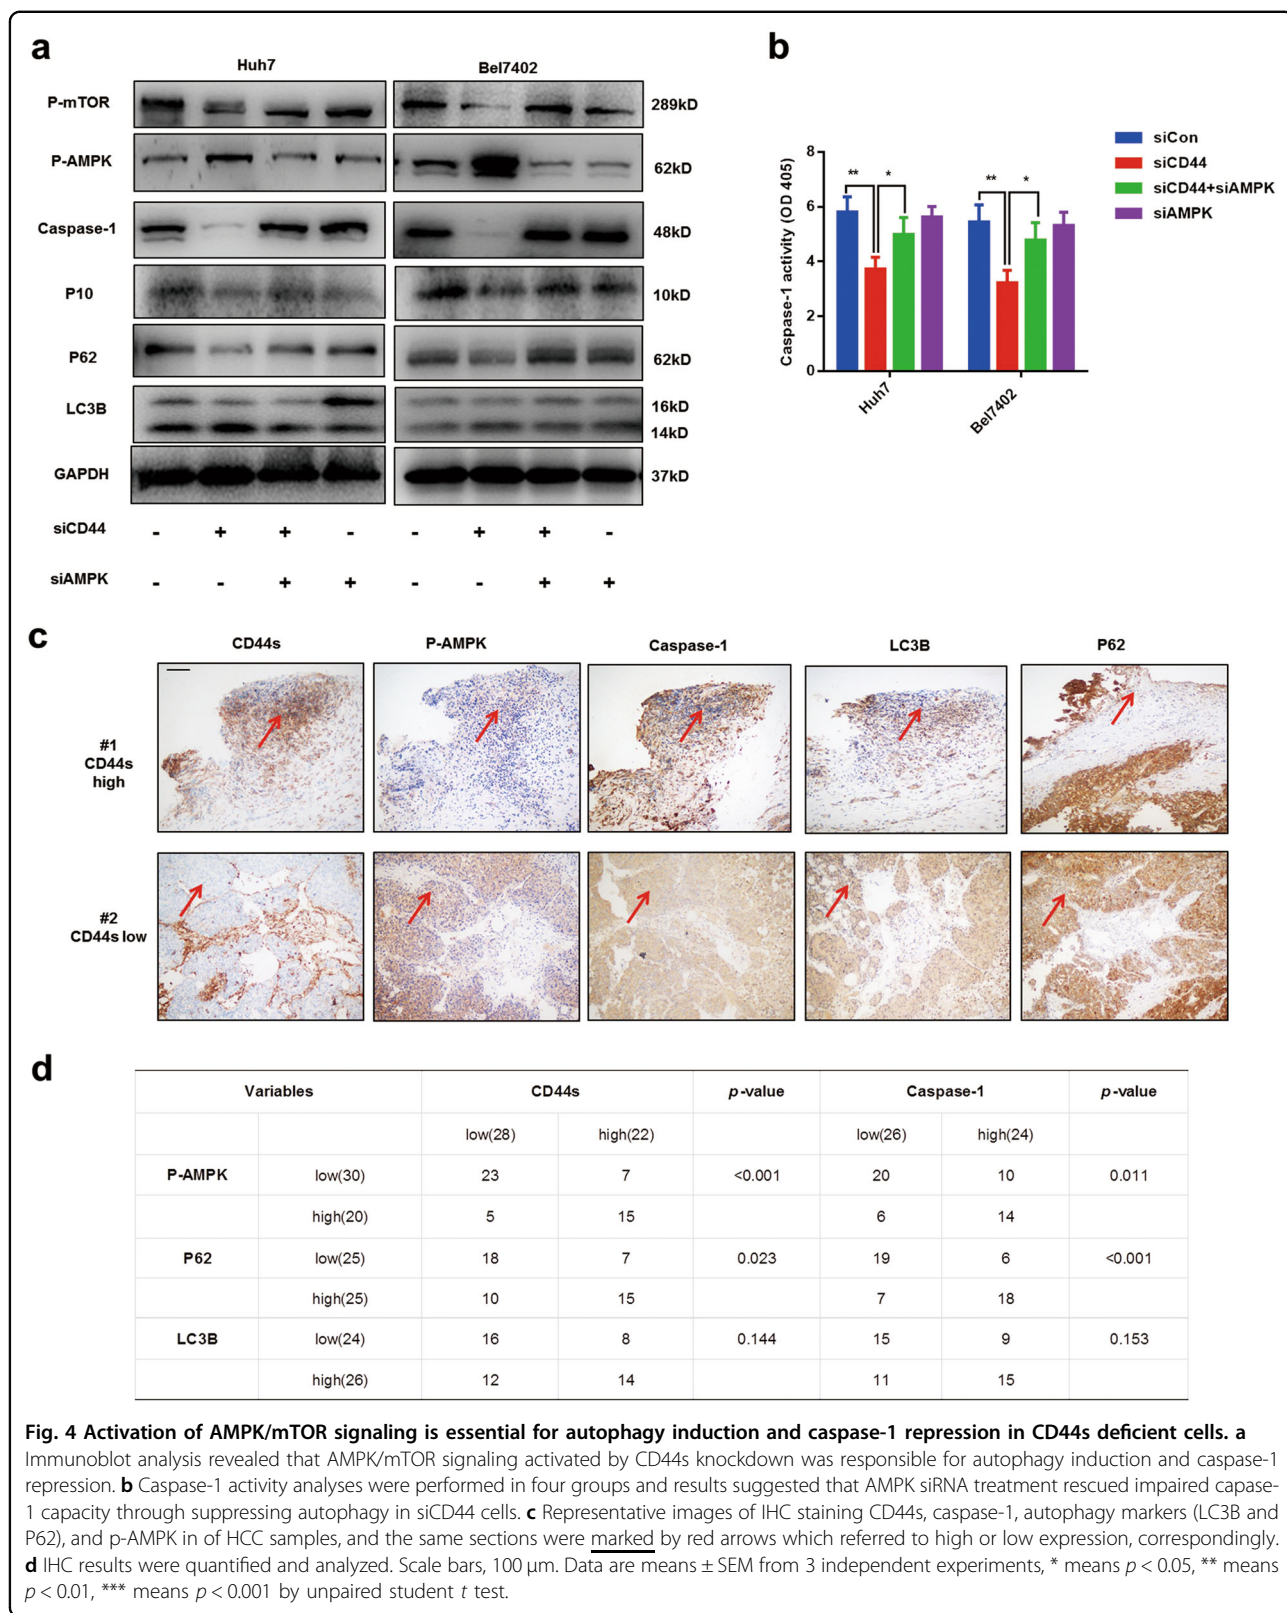 a
Huh7 Bel7402
P-mTOR 289kD
P-AMPK 62kD
Caspase-1 48kD
P10 10kD
P62 62kD
LC3B 16kD
14kD
GAPDH 37kD
siCD44 - + + - - + + -
siAMPK - - + + - - + +
b
siCon
siCD44
siCD44+siAMPK
siAMPK
Caspase-1 activity (OD 405)
8
6
4
2
0
** * ** *
Huh7 Bel7402
c
CD44s P-AMPK Caspase-1 LC3B P62
#1
CD44s
high
#2
CD44s low
d
Variables CD44s p-value Caspase-1 p-value
low(28) high(22) low(26) high(24)
P-AMPK low(30) 23 7 <0.001 20 10 0.011
high(20) 5 15 6 14
P62 low(25) 18 7 0.023 19 6 <0.001
high(25) 10 15 7 18
LC3B low(24) 16 8 0.144 15 9 0.153
high(26) 12 14 11 15
Fig. 4 Activation of AMPK/mTOR signaling is essential for autophagy induction and caspase-1 repression in CD44s deficient cells. a
Immunoblot analysis revealed that AMPK/mTOR signaling activated by CD44s knockdown was responsible for autophagy induction and caspase-1
repression. b Caspase-1 activity analyses were performed in four groups and results suggested that AMPK siRNA treatment rescued impaired capase-
1 capacity through suppressing autophagy in siCD44 cells. c Representative images of IHC staining CD44s, caspase-1, autophagy markers (LC3B and
P62), and p-AMPK in of HCC samples, and the same sections were marked by red arrows which referred to high or low expression, correspondingly.
d IHC results were quantified and analyzed. Scale bars, 100 µm. Data are means ± SEM from 3 independent experiments, * means p < 0.05, ** means
p < 0.01, *** means p < 0.001 by unpaired student t test.